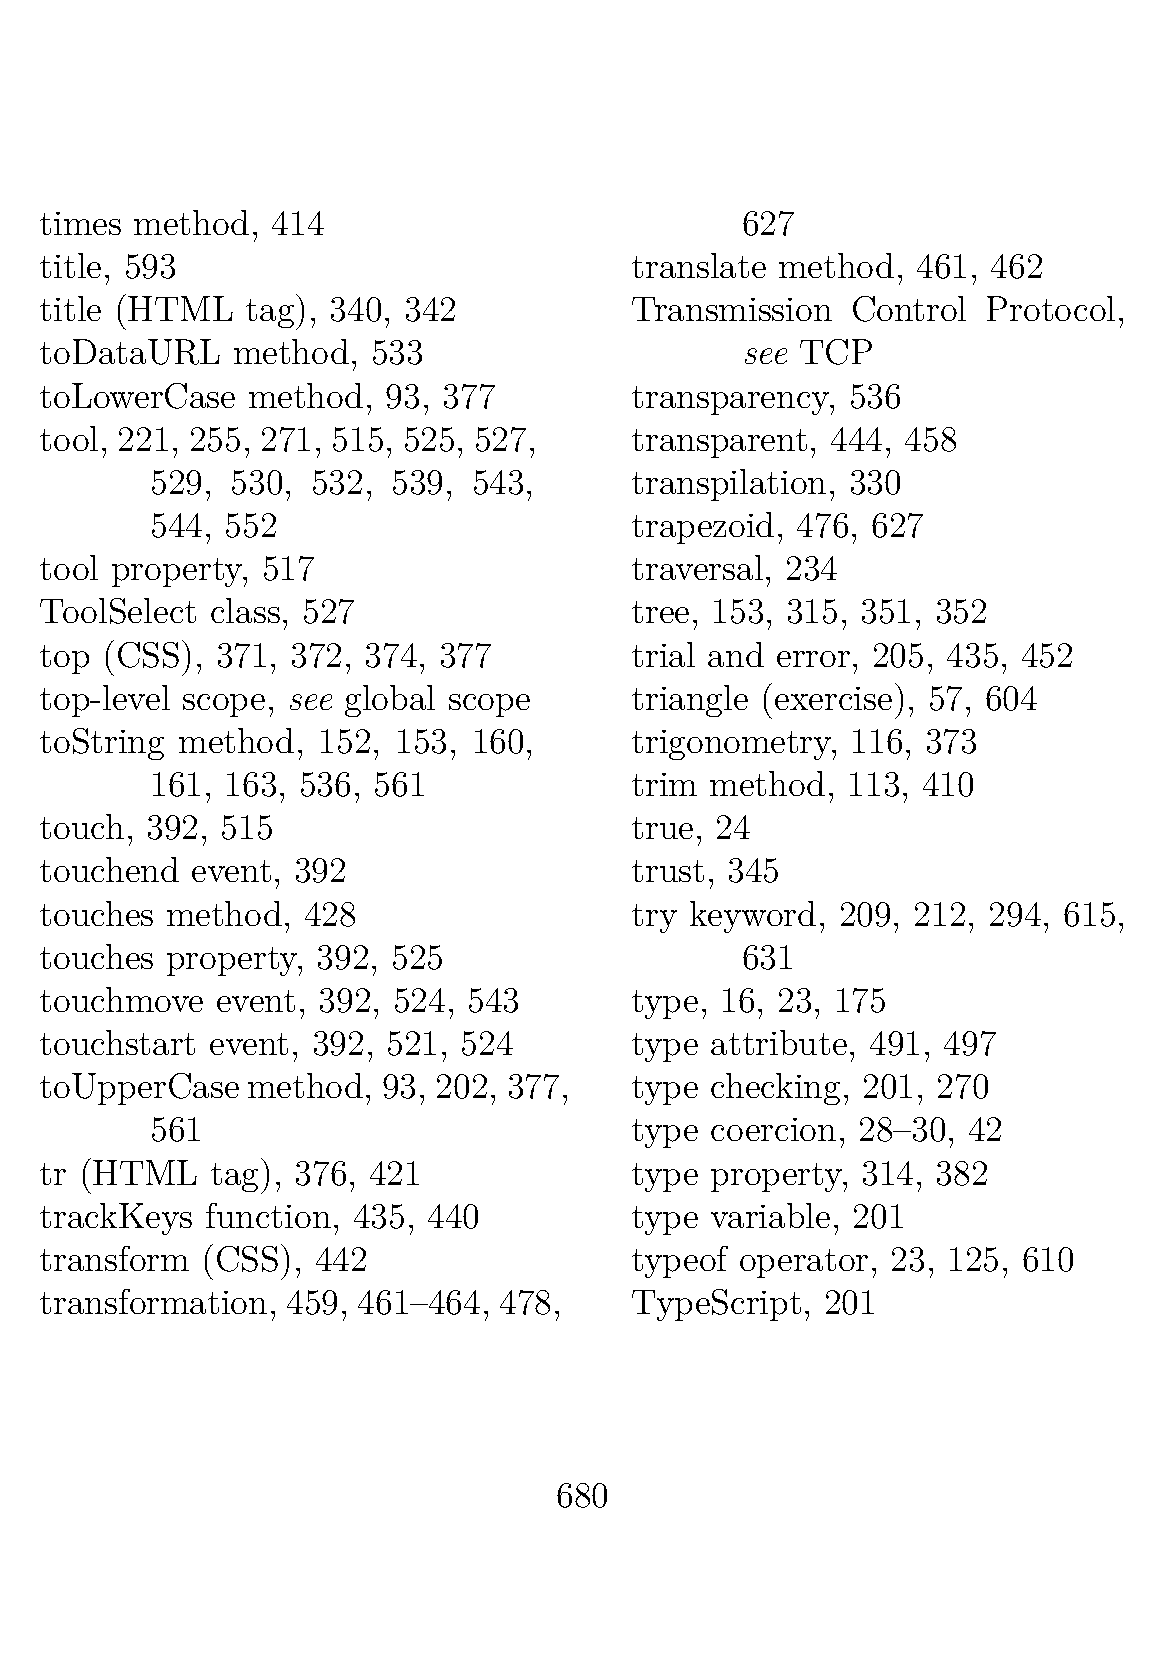 times method, 414
title, 593
title (HTML tag), 340, 342
toDataURL method, 533
toLowerCase method, 93, 377
tool, 221, 255, 271, 515, 525, 527,
529, 530, 532, 539, 543,
544, 552
tool property, 517
ToolSelect class, 527
top (CSS), 371, 372, 374, 377
top-level scope, see global scope
toString method, 152, 153, 160,
161, 163, 536, 561
touch, 392, 515
touchend event, 392
touches method, 428
touches property, 392, 525
touchmove event, 392, 524, 543
touchstart event, 392, 521, 524
toUpperCase method, 93, 202, 377,
561
tr (HTML tag), 376, 421
trackKeys function, 435, 440
transform (CSS), 442
transformation, 459, 461–464, 478,
627
translate method, 461, 462
Transmission Control Protocol,
see TCP
transparency, 536
transparent, 444, 458
transpilation, 330
trapezoid, 476, 627
traversal, 234
tree, 153, 315, 351, 352
trial and error, 205, 435, 452
triangle (exercise), 57, 604
trigonometry, 116, 373
trim method, 113, 410
true, 24
trust, 345
try keyword, 209, 212, 294, 615,
631
type, 16, 23, 175
type attribute, 491, 497
type checking, 201, 270
type coercion, 28–30, 42
type property, 314, 382
type variable, 201
typeof operator, 23, 125, 610
TypeScript, 201
680